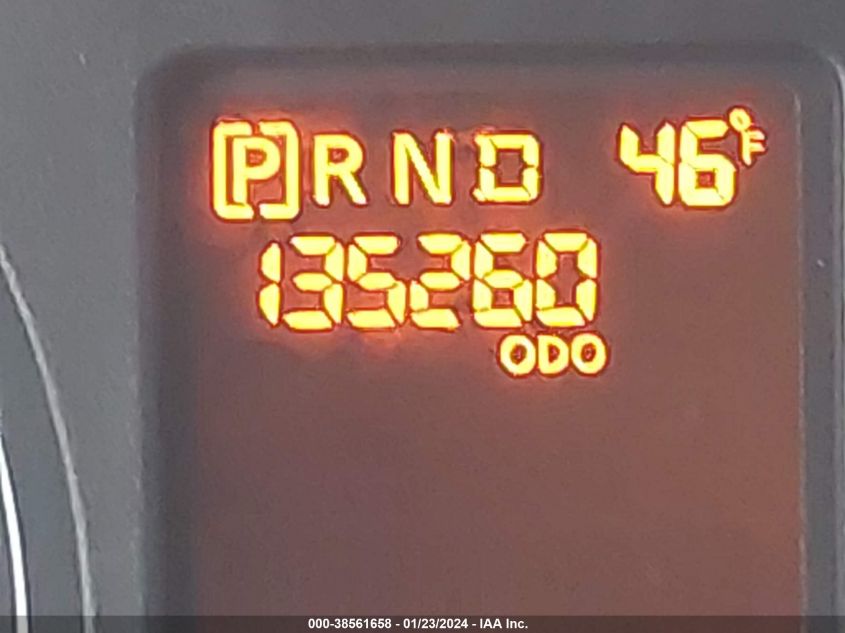 [P] R N D 46°F
135260
ODO
000-38561658 - 01/23/2024 - IAA Inc.